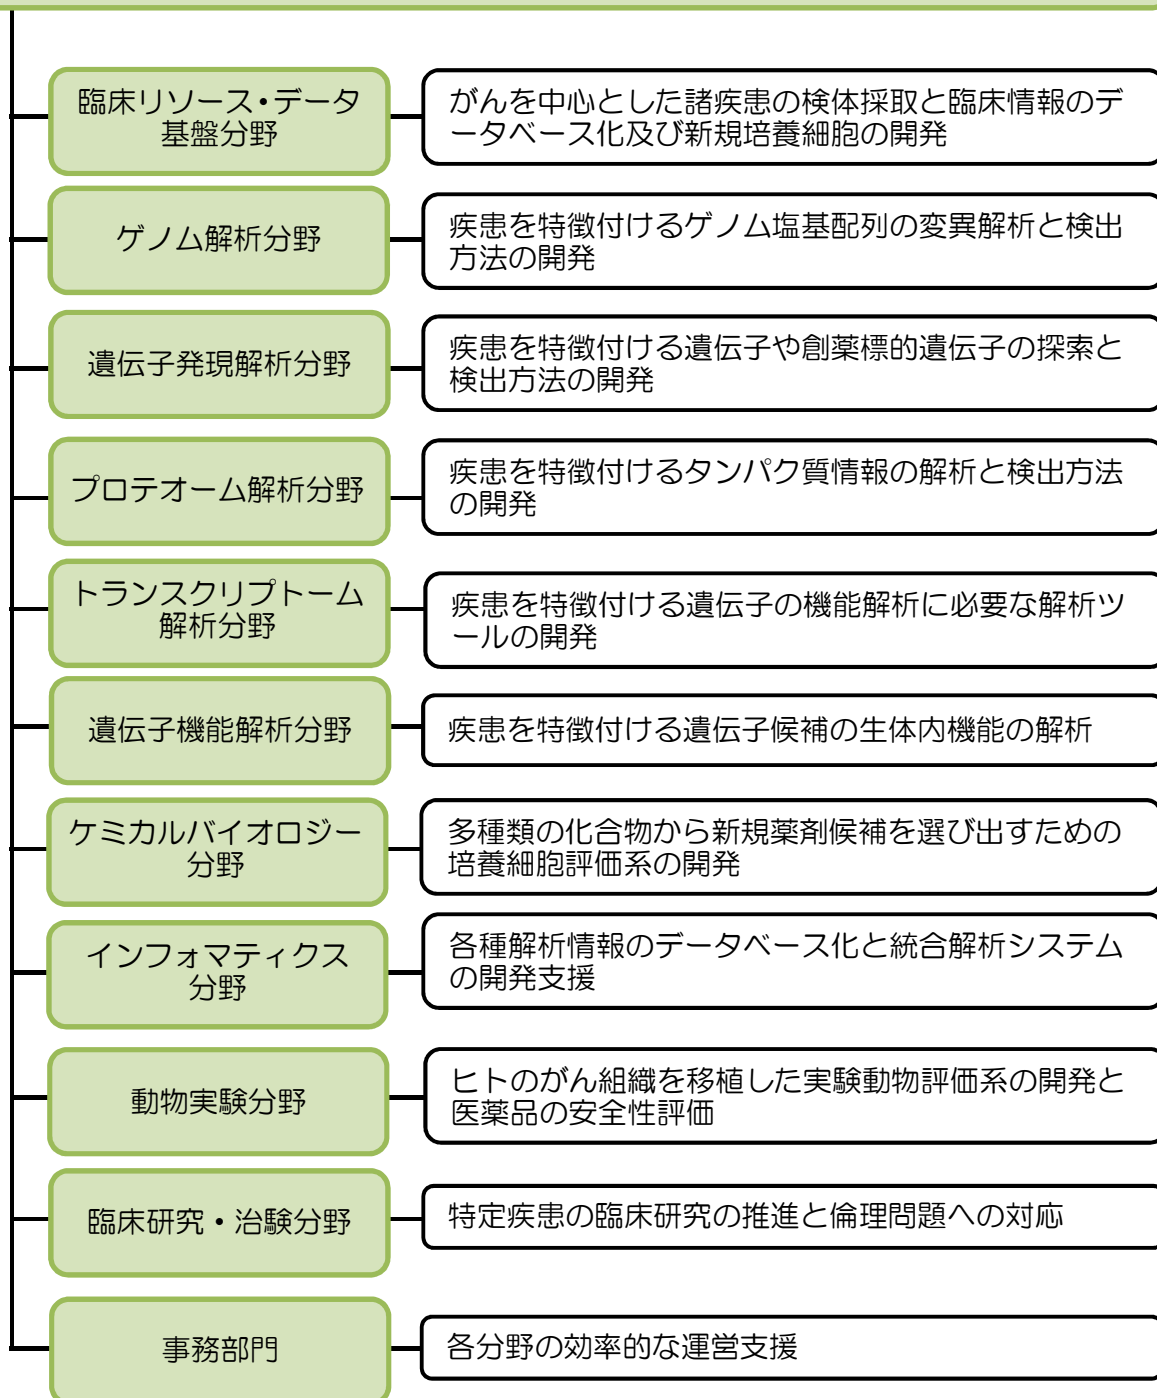 臨床リソース・データ
基盤分野
がんを中心とした諸疾患の検体採取と臨床情報のデ
ータベース化及び新規培養細胞の開発
ゲノム解析分野
疾患を特徴付けるゲノム塩基配列の変異解析と検出
方法の開発
遺伝子発現解析分野
疾患を特徴付ける遺伝子や創薬標的遺伝子の探索と
検出方法の開発
プロテオーム解析分野
疾患を特徴付けるタンパク質情報の解析と検出方法
の開発
トランスクリプトーム
解析分野
疾患を特徴付ける遺伝子の機能解析に必要な解析ツ
ールの開発
遺伝子機能解析分野
疾患を特徴付ける遺伝子候補の生体内機能の解析
ケミカルバイオロジー
分野
多種類の化合物から新規薬剤候補を選び出すための
培養細胞評価系の開発
インフォマティクス
分野
各種解析情報のデータベース化と統合解析システム
の開発支援
動物実験分野
ヒトのがん組織を移植した実験動物評価系の開発と
医薬品の安全性評価
臨床研究・治験分野
特定疾患の臨床研究の推進と倫理問題への対応
事務部門
各分野の効率的な運営支援